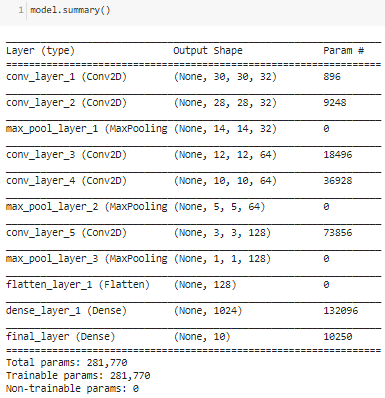 1 model.summary()
Layer (type) Output Shape Param #
conv_layer_1 (Conv2D) (None, 30, 30, 32) 896
conv_layer_2 (Conv2D) (None, 28, 28, 32) 9248
max_pool_layer_1 (MaxPooling (None, 14, 14, 32) 0
conv_layer_3 (Conv2D) (None, 12, 12, 64) 18496
conv_layer_4 (Conv2D) (None, 10, 10, 64) 36928
max_pool_layer_2 (MaxPooling (None, 5, 5, 64) 0
conv_layer_5 (Conv2D) (None, 3, 3, 128) 73856
max_pool_layer_3 (MaxPooling (None, 1, 1, 128) 0
flatten_layer_1 (Flatten) (None, 128) 0
dense_layer_1 (Dense) (None, 1024) 132096
final_layer (Dense) (None, 10) 10250
Total params: 281,770
Trainable params: 281,770
Non-trainable params: 0